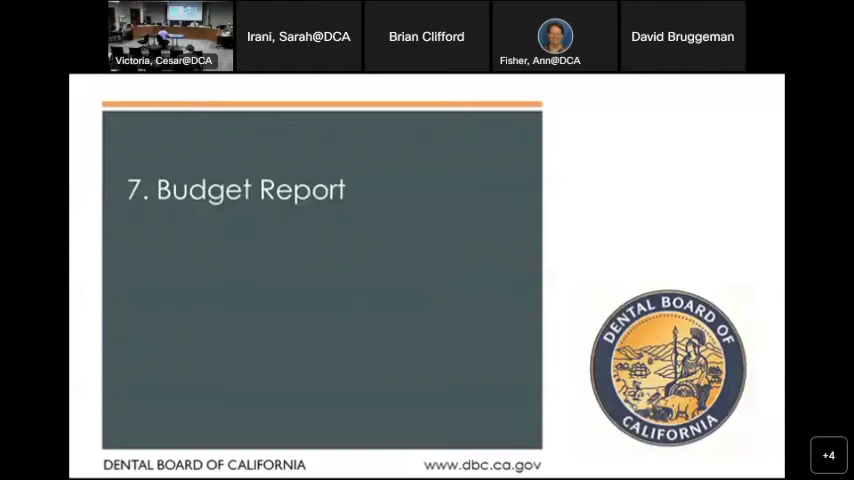 Victoria, Cesar@DCA
Irani, Sarah@DCA
Brian Clifford
Fisher, Ann@DCA
David Bruggeman
7. Budget Report
DENTAL BOARD OF
CALIFORNIA
DENTAL BOARD OF CALIFORNIA
www.dbc.ca.gov
+4